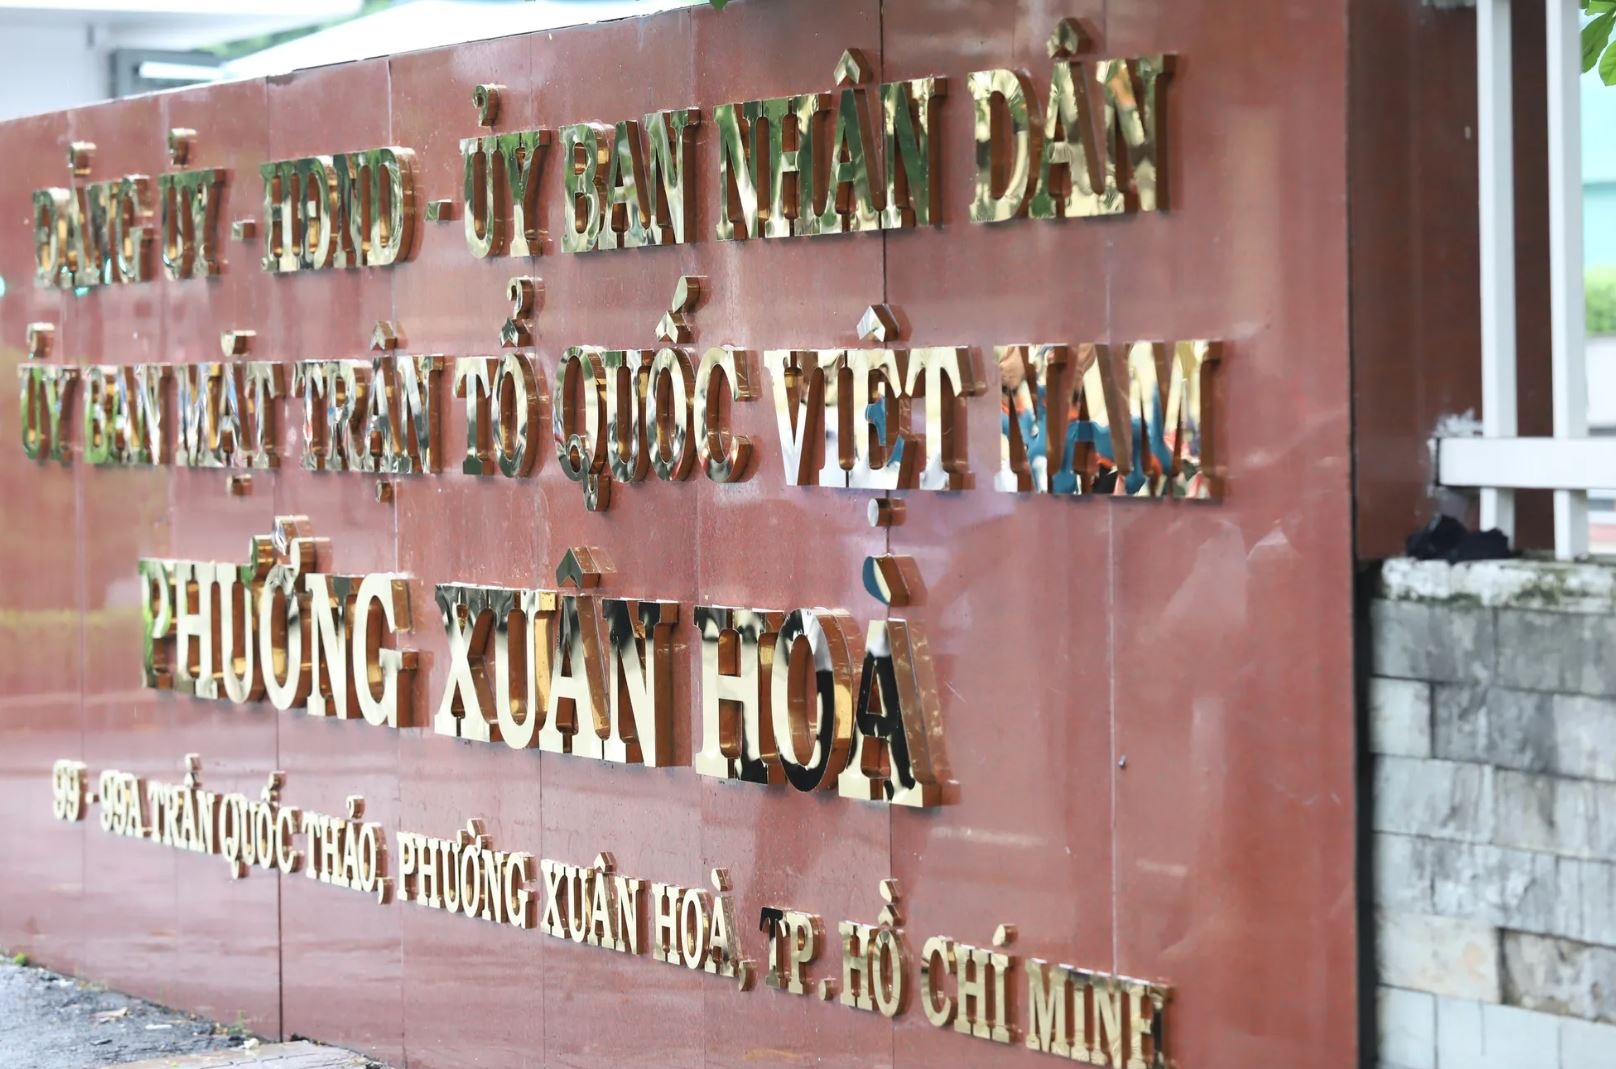 ĐẢNG ỦY - HĐND - ỦY BAN NHÂN DÂN
ỦY BAN MẶT TRẬN TỔ QUỐC VIỆT NAM
PHƯỜNG XUÂN HOÀ
99 - 99A TRẦN QUỐC THẢO, PHƯỜNG XUÂN HOÀ, TP. HỒ CHÍ MINH